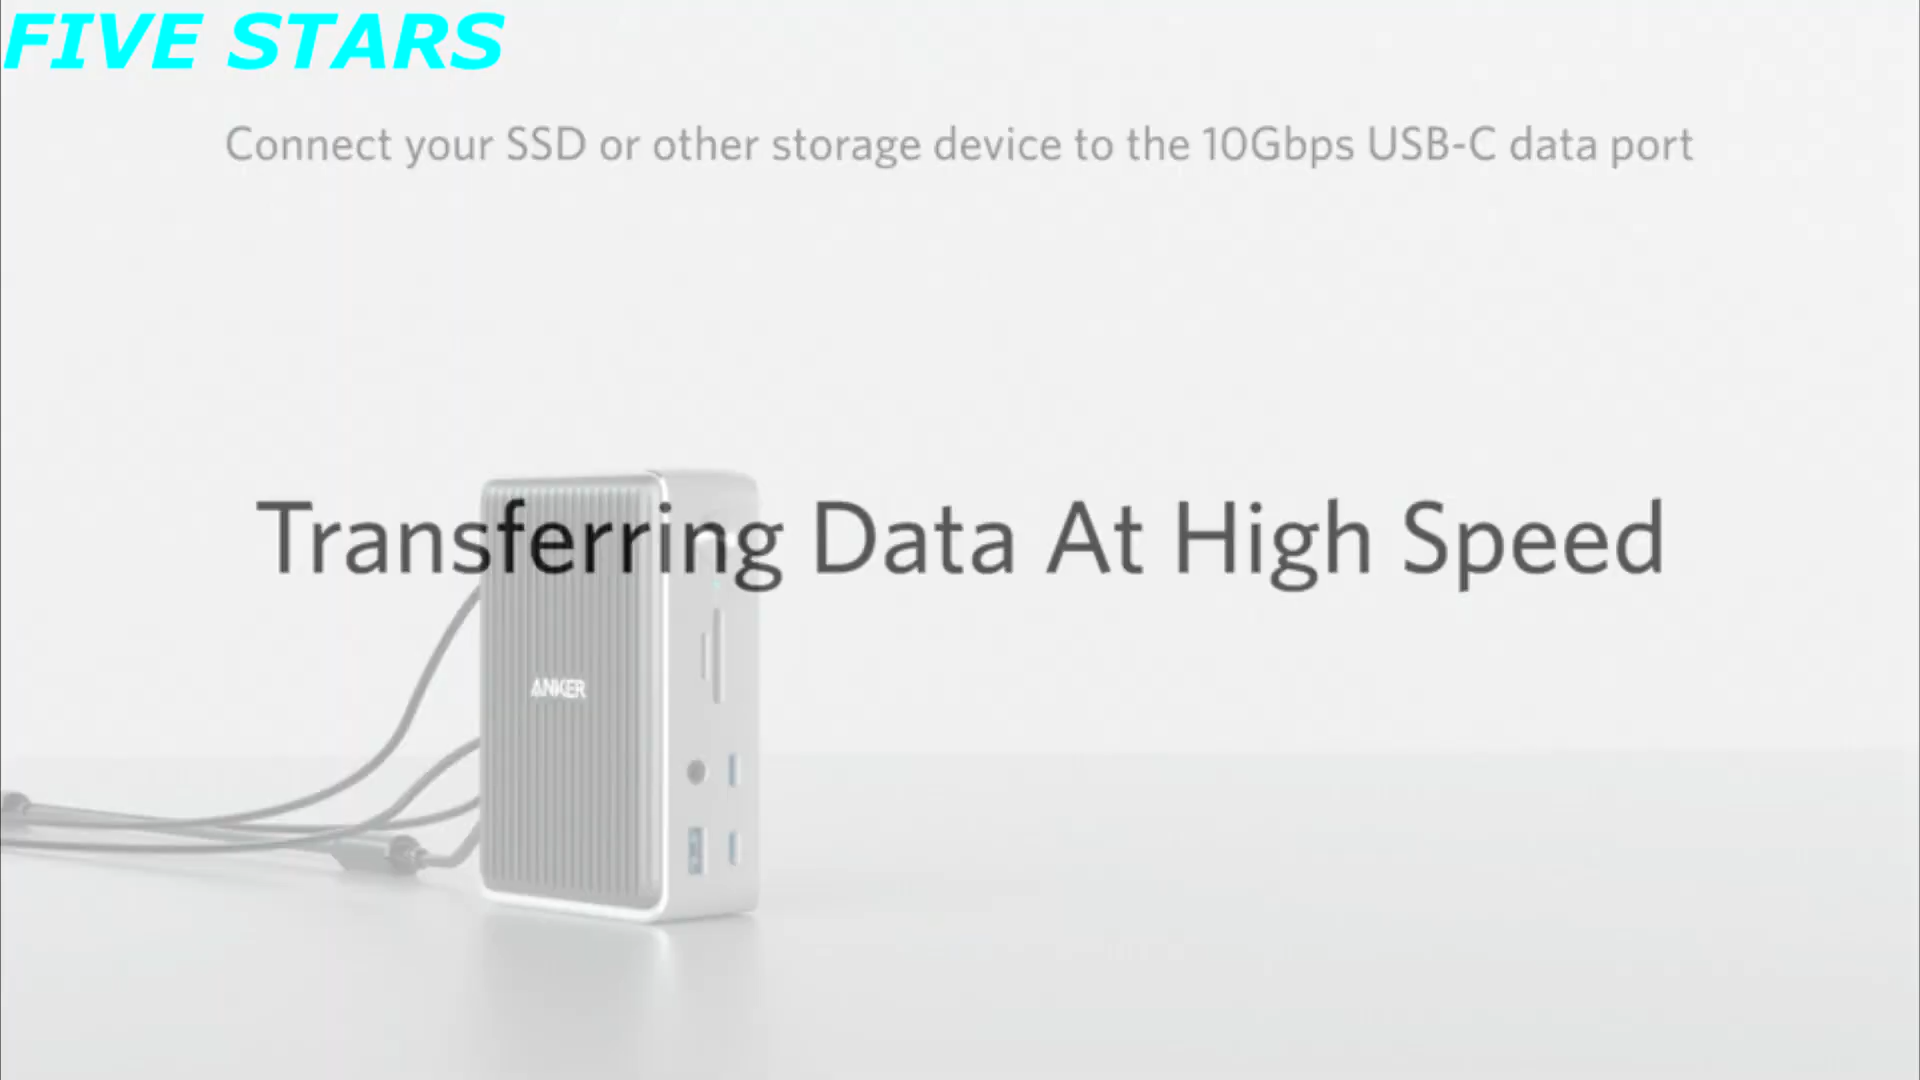 FIVE STARS
Connect your SSD or other storage device to the 10Gbps USB-C data port
Transferring Data At High Speed
ANKER